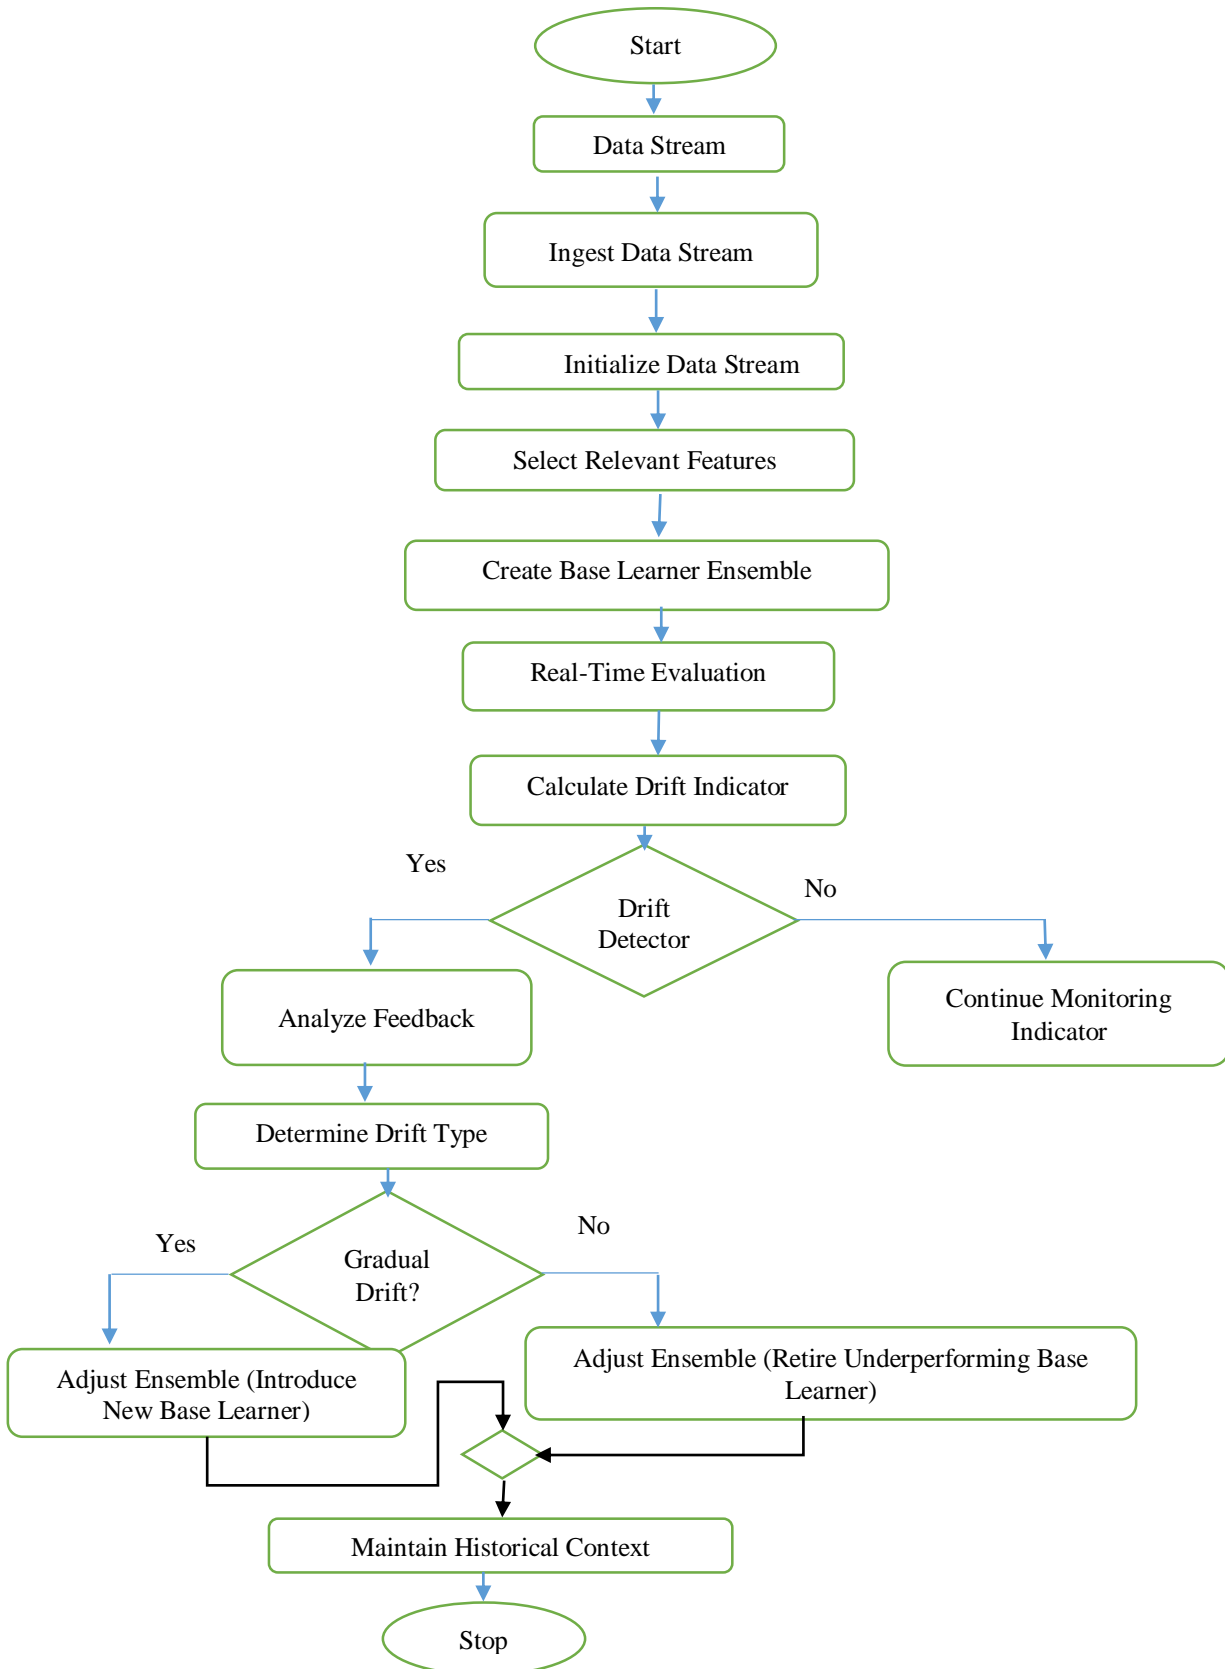 Start
Data Stream
Ingest Data Stream
Initialize Data Stream
Select Relevant Features
Create Base Learner Ensemble
Real-Time Evaluation
Calculate Drift Indicator
Yes
No
Drift
Detector
Continue Monitoring
Indicator
Analyze Feedback
Determine Drift Type
Yes
No
Gradual
Drift?
Adjust Ensemble (Introduce
New Base Learner)
Adjust Ensemble (Retire Underperforming Base
Learner)
Maintain Historical Context
Stop